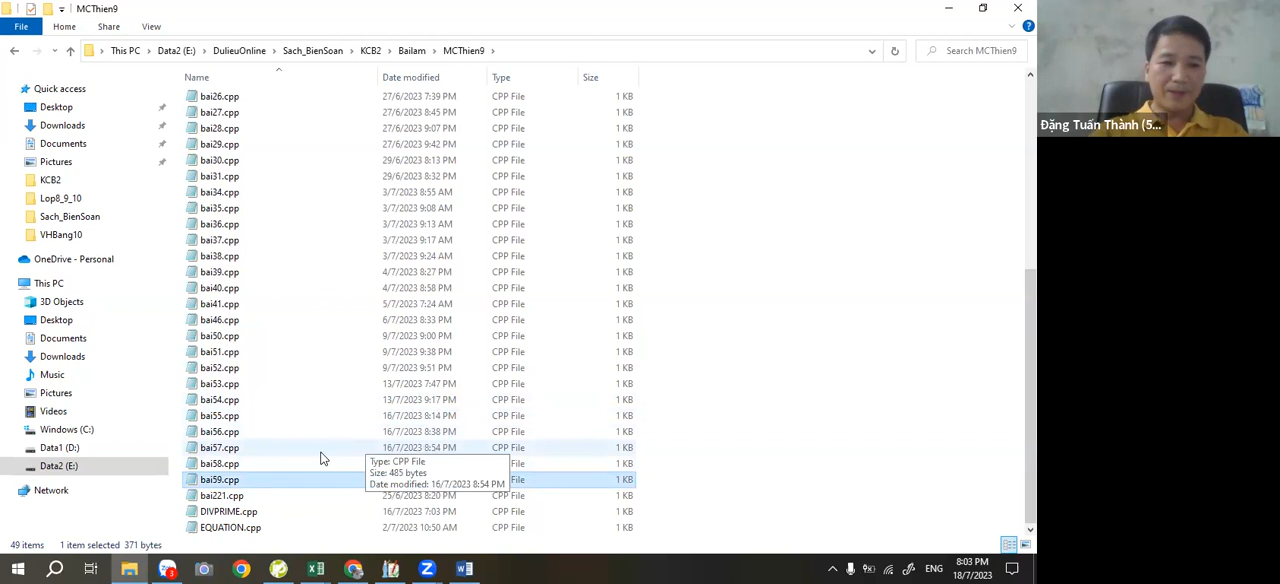 MCThien9
File Home Share View
This PC Data2 (E:) DulieuOnline Sach_BienSoan KCB2 Bailam MCThien9
Search MCThien9
Name Date modified Type Size
Quick access
Desktop
Downloads
Documents
Pictures
KCB2
Lop8_9_10
Sach_BienSoan
VHBang10
OneDrive - Personal
This PC
3D Objects
Desktop
Documents
Downloads
Music
Pictures
Videos
Windows (C:)
Data1 (D:)
Data2 (E:)
Network
bai26.cpp 27/6/2023 7:39 PM CPP File 1 KB
bai27.cpp 27/6/2023 8:45 PM CPP File 1 KB
bai28.cpp 27/6/2023 9:07 PM CPP File 1 KB
bai29.cpp 27/6/2023 9:42 PM CPP File 1 KB
bai30.cpp 29/6/2023 8:13 PM CPP File 1 KB
bai31.cpp 29/6/2023 8:32 PM CPP File 1 KB
bai34.cpp 3/7/2023 8:55 AM CPP File 1 KB
bai35.cpp 3/7/2023 9:08 AM CPP File 1 KB
bai36.cpp 3/7/2023 9:13 AM CPP File 1 KB
bai37.cpp 3/7/2023 9:17 AM CPP File 1 KB
bai38.cpp 3/7/2023 9:24 AM CPP File 1 KB
bai39.cpp 4/7/2023 8:27 PM CPP File 1 KB
bai40.cpp 4/7/2023 8:58 PM CPP File 1 KB
bai41.cpp 5/7/2023 7:24 AM CPP File 1 KB
bai46.cpp 6/7/2023 8:33 PM CPP File 1 KB
bai50.cpp 9/7/2023 9:00 PM CPP File 1 KB
bai51.cpp 9/7/2023 9:38 PM CPP File 1 KB
bai52.cpp 9/7/2023 9:51 PM CPP File 1 KB
bai53.cpp 13/7/2023 7:47 PM CPP File 1 KB
bai54.cpp 13/7/2023 9:17 PM CPP File 1 KB
bai55.cpp 16/7/2023 8:14 PM CPP File 1 KB
bai56.cpp 16/7/2023 8:38 PM CPP File 1 KB
bai57.cpp 16/7/2023 8:54 PM CPP File 1 KB
bai58.cpp File 1 KB
bai59.cpp File 1 KB
bai221.cpp 25/6/2023 8:20 PM CPP File 1 KB
DIVPRIME.cpp 16/7/2023 7:03 PM CPP File 1 KB
EQUATION.cpp 2/7/2023 10:50 AM CPP File 1 KB
Type: CPP File
Size: 485 bytes
Date modified: 16/7/2023 8:54 PM
49 items 1 item selected 371 bytes
Đặng Tuấn Thành (5...
3
ENG
8:03 PM
18/7/2023